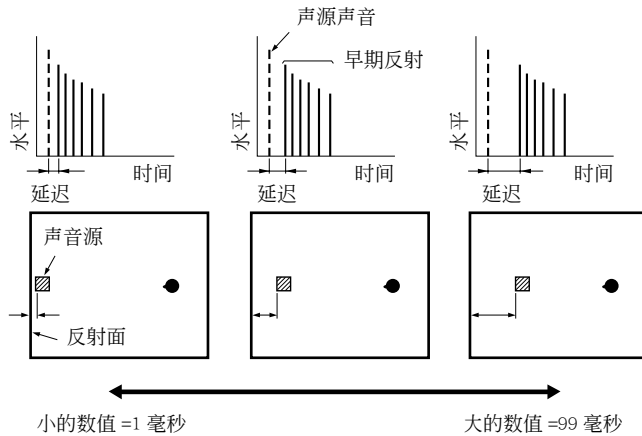 声源声音
早期反射
水平
时间
延迟
水平
时间
延迟
水平
时间
延迟
声音源
反射面
小的数值 =1 毫秒
大的数值 =99 毫秒